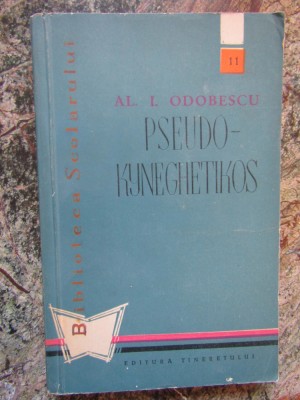 11
AL. I. ODOBESCU
PSEUDO-
KYNEGHETIKOS
Biblioteca Școlarului
EDITURA TINERETULUI